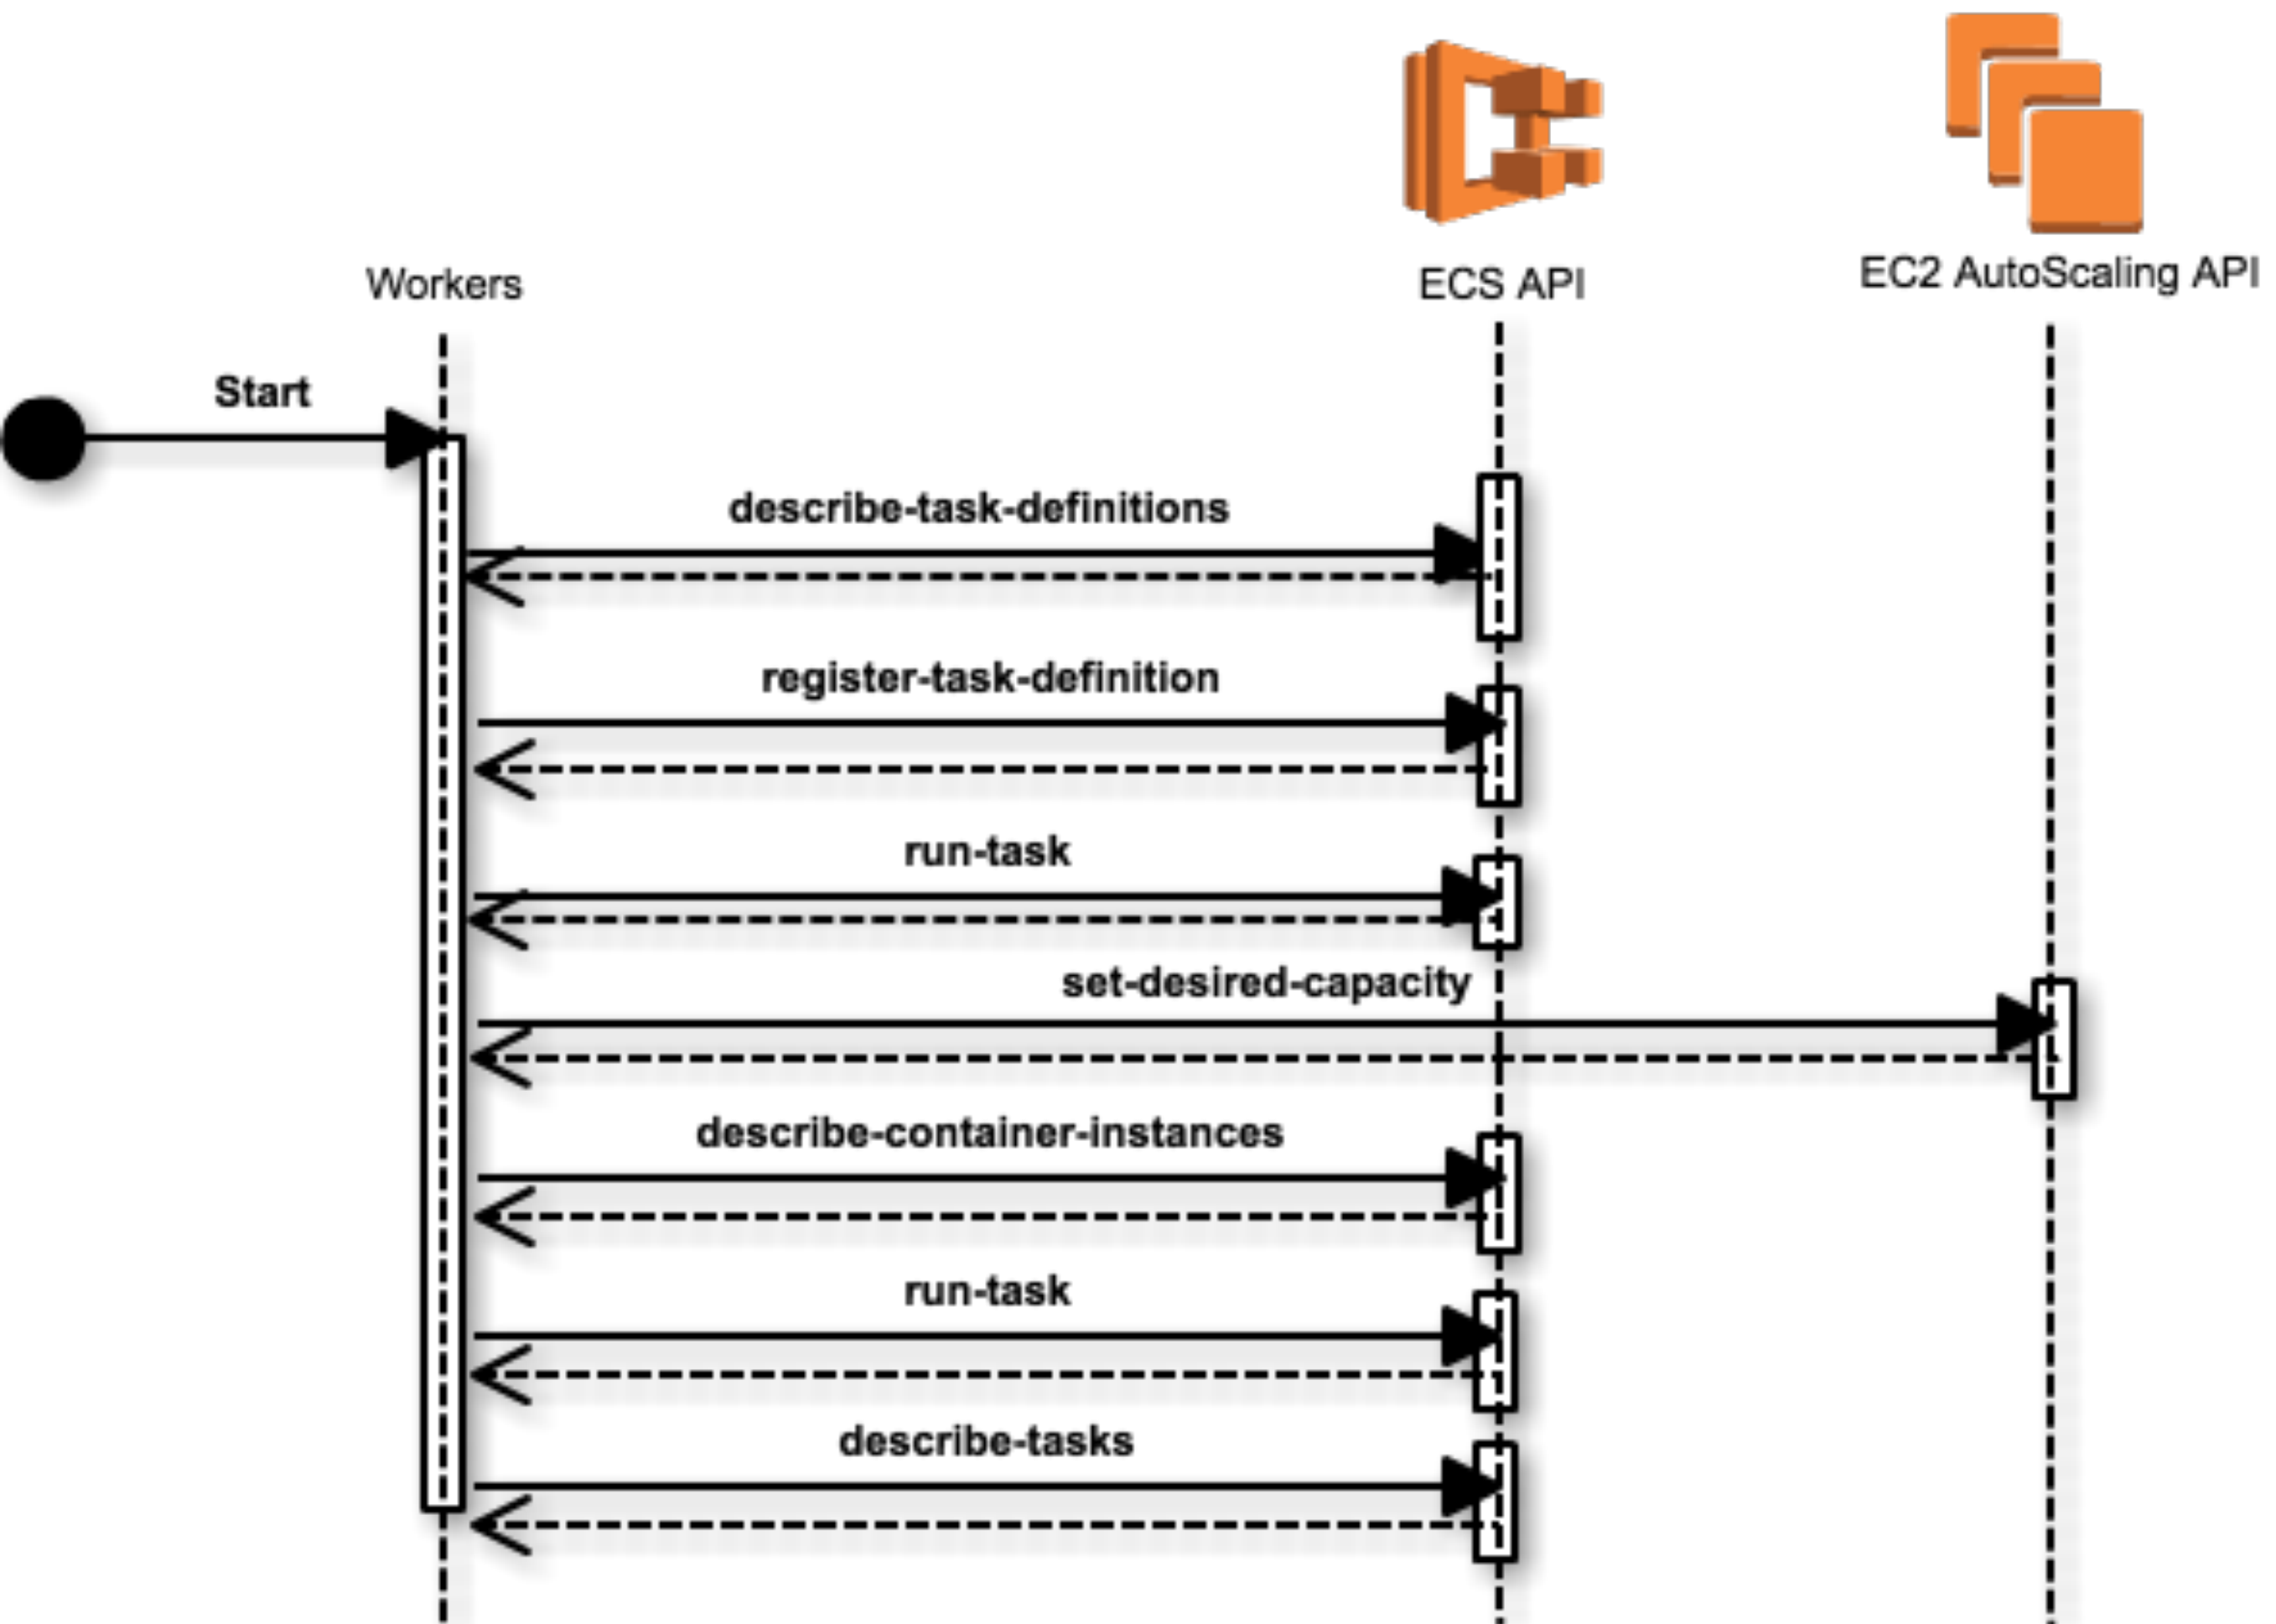 Workers
ECS API
EC2 AutoScaling API
Start
describe-task-definitions
register-task-definition
run-task
set-desired-capacity
describe-container-instances
run-task
describe-tasks